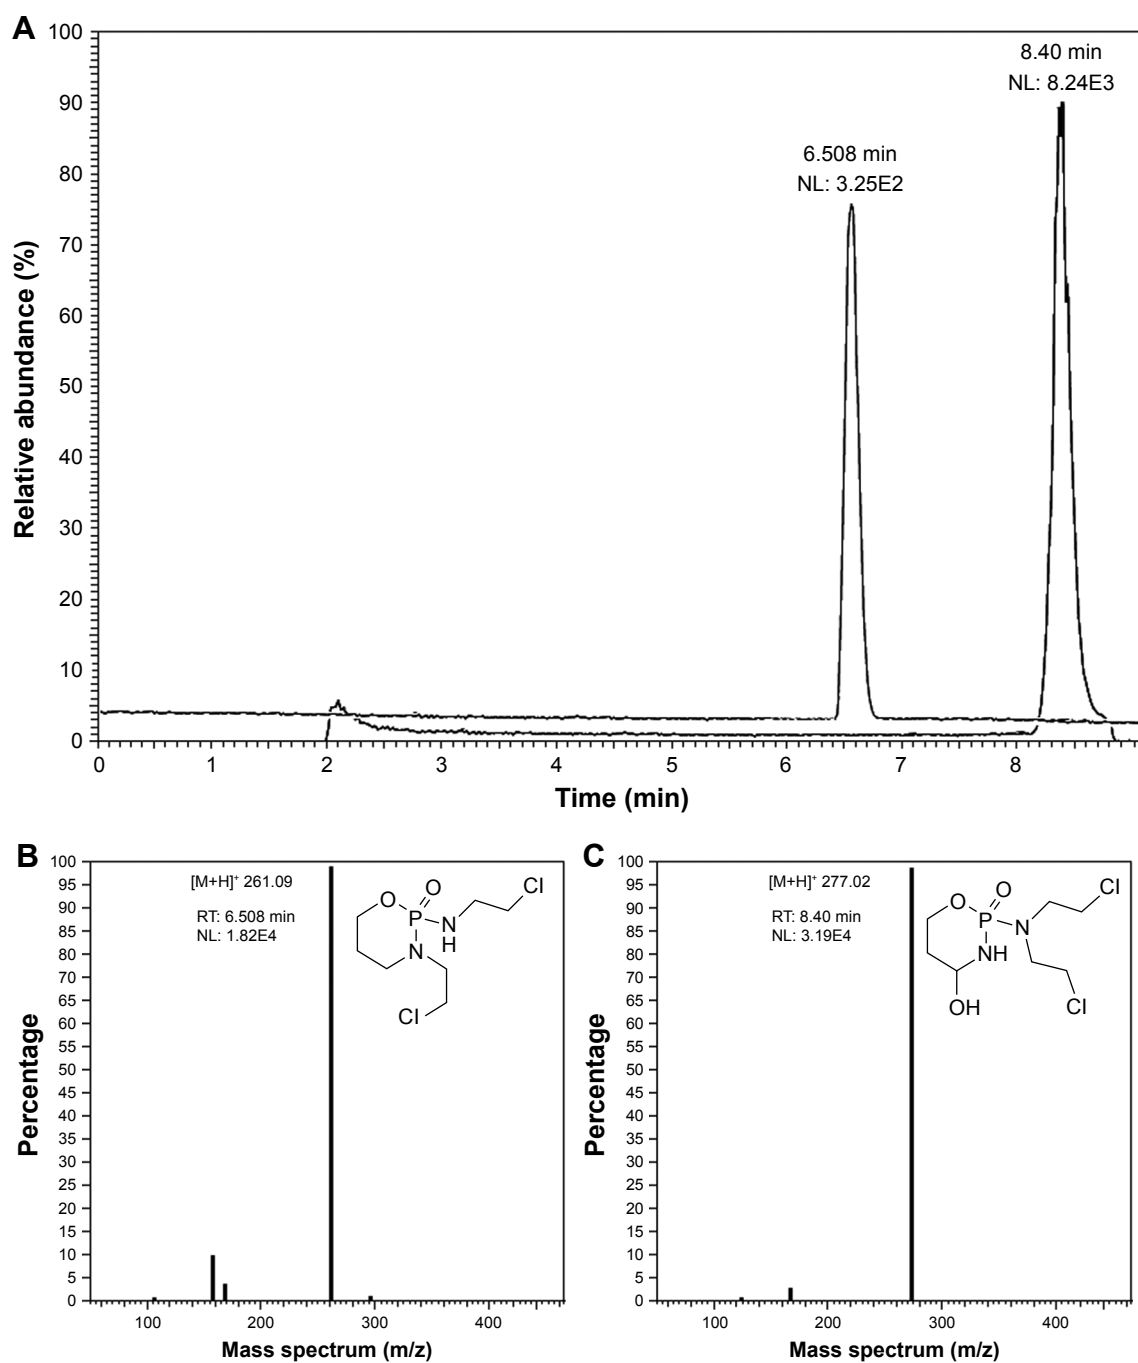 A
100
90
80
70
60
50
40
30
20
10
0
Relative abundance (%)
6.508 min
NL: 3.25E2
8.40 min
NL: 8.24E3
0 1 2 3 4 5 6 7 8
Time (min)
B
100
95
90
85
80
75
70
65
60
55
50
45
40
35
30
25
20
15
10
5
0
Percentage
[M+H]+ 261.09
RT: 6.508 min
NL: 1.82E4
O
O
P
N
H
N
Cl
Cl
100 200 300 400
Mass spectrum (m/z)
C
100
95
90
85
80
75
70
65
60
55
50
45
40
35
30
25
20
15
10
5
0
Percentage
[M+H]+ 277.02
RT: 8.40 min
NL: 3.19E4
O
O
P
N
NH
OH
Cl
Cl
100 200 300 400
Mass spectrum (m/z)